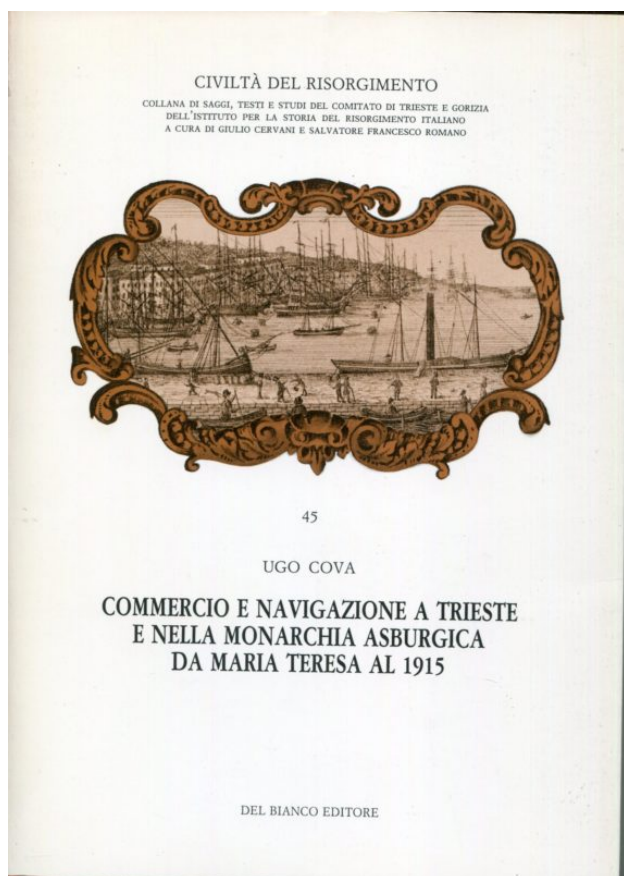 CIVILTÀ DEL RISORGIMENTO
COLLANA DI SAGGI, TESTI E STUDI DEL COMITATO DI TRIESTE E GORIZIA
DELL'ISTITUTO PER LA STORIA DEL RISORGIMENTO ITALIANO
A CURA DI GIULIO CERVANI E SALVATORE FRANCESCO ROMANO
45
UGO COVA
COMMERCIO E NAVIGAZIONE A TRIESTE
E NELLA MONARCHIA ASBURGICA
DA MARIA TERESA AL 1915
DEL BIANCO EDITORE